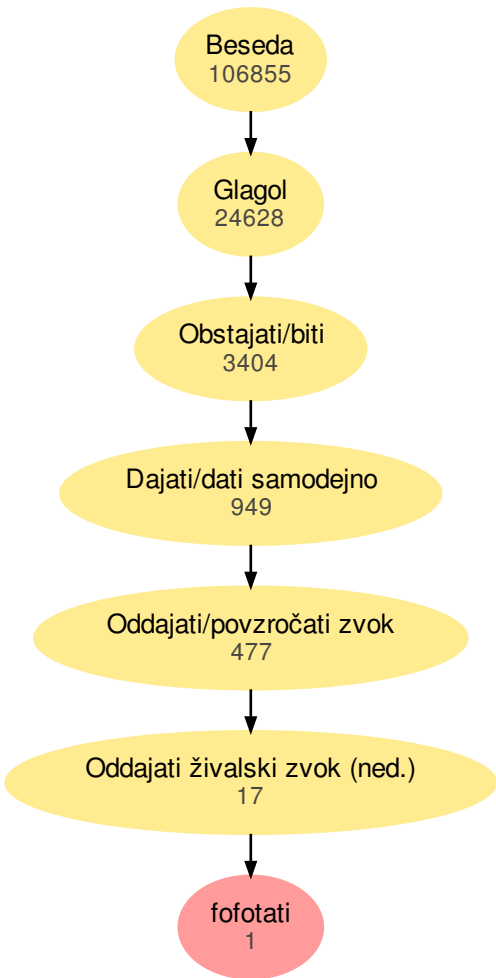 Beseda
106855
Glagol
24628
Obstajati/biti
3404
Dajati/dati samodejno
949
Oddajati/povzročati zvok
477
Oddajati živalski zvok (ned.)
17
fofotati
1